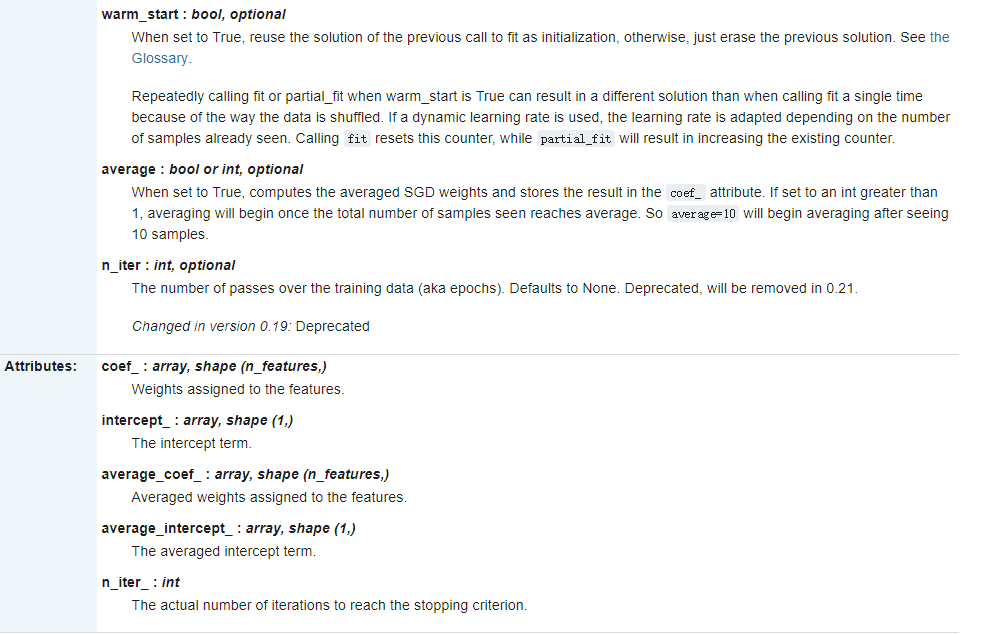 warm_start : bool, optional
When set to True, reuse the solution of the previous call to fit as initialization, otherwise, just erase the previous solution. See the
Glossary.
Repeatedly calling fit or partial_fit when warm_start is True can result in a different solution than when calling fit a single time
because of the way the data is shuffled. If a dynamic learning rate is used, the learning rate is adapted depending on the number
of samples already seen. Calling fit resets this counter, while partial_fit will result in increasing the existing counter.
average : bool or int, optional
When set to True, computes the averaged SGD weights and stores the result in the coef_ attribute. If set to an int greater than
1, averaging will begin once the total number of samples seen reaches average. So average=10 will begin averaging after seeing
10 samples.
n_iter : int, optional
The number of passes over the training data (aka epochs). Defaults to None. Deprecated, will be removed in 0.21.
Changed in version 0.19: Deprecated
Attributes: coef_ : array, shape (n_features,)
Weights assigned to the features.
intercept_ : array, shape (1,)
The intercept term.
average_coef_ : array, shape (n_features,)
Averaged weights assigned to the features.
average_intercept_ : array, shape (1,)
The averaged intercept term.
n_iter_ : int
The actual number of iterations to reach the stopping criterion.